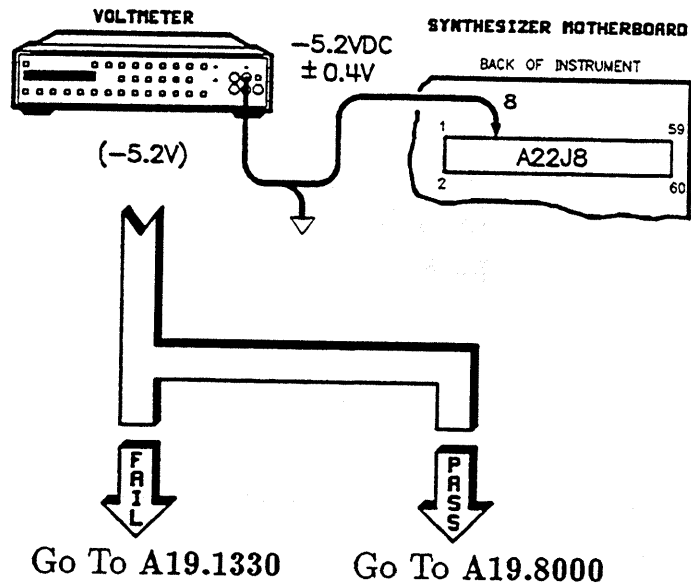 VOLTMETER
SYNTHESIZER MOTHERBOARD
-5.2VDC
± 0.4V
BACK OF INSTRUMENT
8
1
59
A22J8
(-5.2V)
2
60
FAIL
PASS
Go To A19.1330
Go To A19.8000